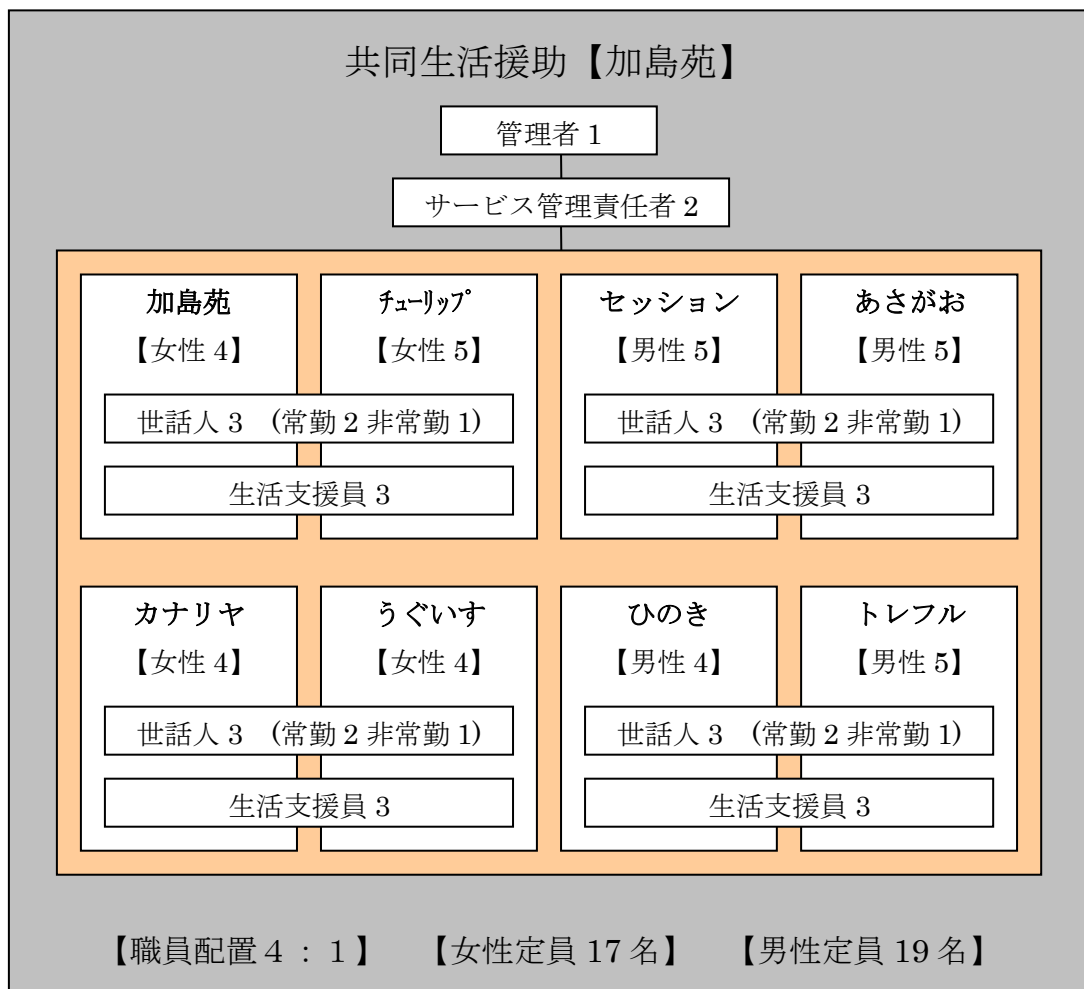 共同生活援助【加島苑】
管理者 1
サービス管理責任者 2
加島苑
【女性 4】
ﾁｭｰﾘｯﾌﾟ
【女性 5】
世話人 3 (常勤 2 非常勤 1)
生活支援員 3
セッション
【男性 5】
あさがお
【男性 5】
世話人 3 (常勤 2 非常勤 1)
生活支援員 3
カナリヤ
【女性 4】
うぐいす
【女性 4】
世話人 3 (常勤 2 非常勤 1)
生活支援員 3
ひのき
【男性 4】
トレフル
【男性 5】
世話人 3 (常勤 2 非常勤 1)
生活支援員 3
【職員配置４：１】 【女性定員 17 名】 【男性定員 19 名】